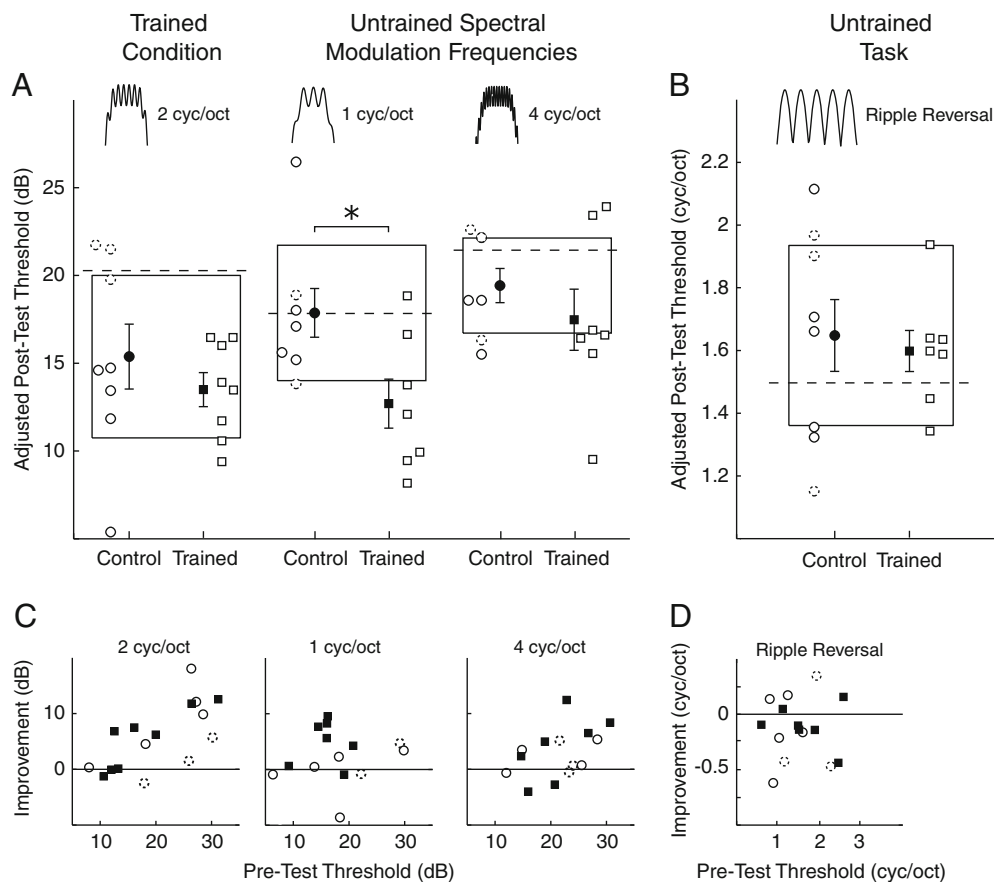 Trained
Condition
Untrained Spectral
Modulation Frequencies
Untrained
Task
A
2 cyc/oct
1 cyc/oct
4 cyc/oct
Adjusted Post-Test Threshold (dB)
25
20
15
10
*
Control Trained
Control Trained
Control Trained
B
Ripple Reversal
Adjusted Post-Test Threshold (cyc/oct)
2.2
2
1.8
1.6
1.4
1.2
Control Trained
C
2 cyc/oct
1 cyc/oct
4 cyc/oct
Improvement (dB)
10
0
10 20 30
10 20 30
10 20 30
Pre-Test Threshold (dB)
D
Ripple Reversal
Improvement (cyc/oct)
0
-0.5
1 2 3
Pre-Test Threshold (cyc/oct)